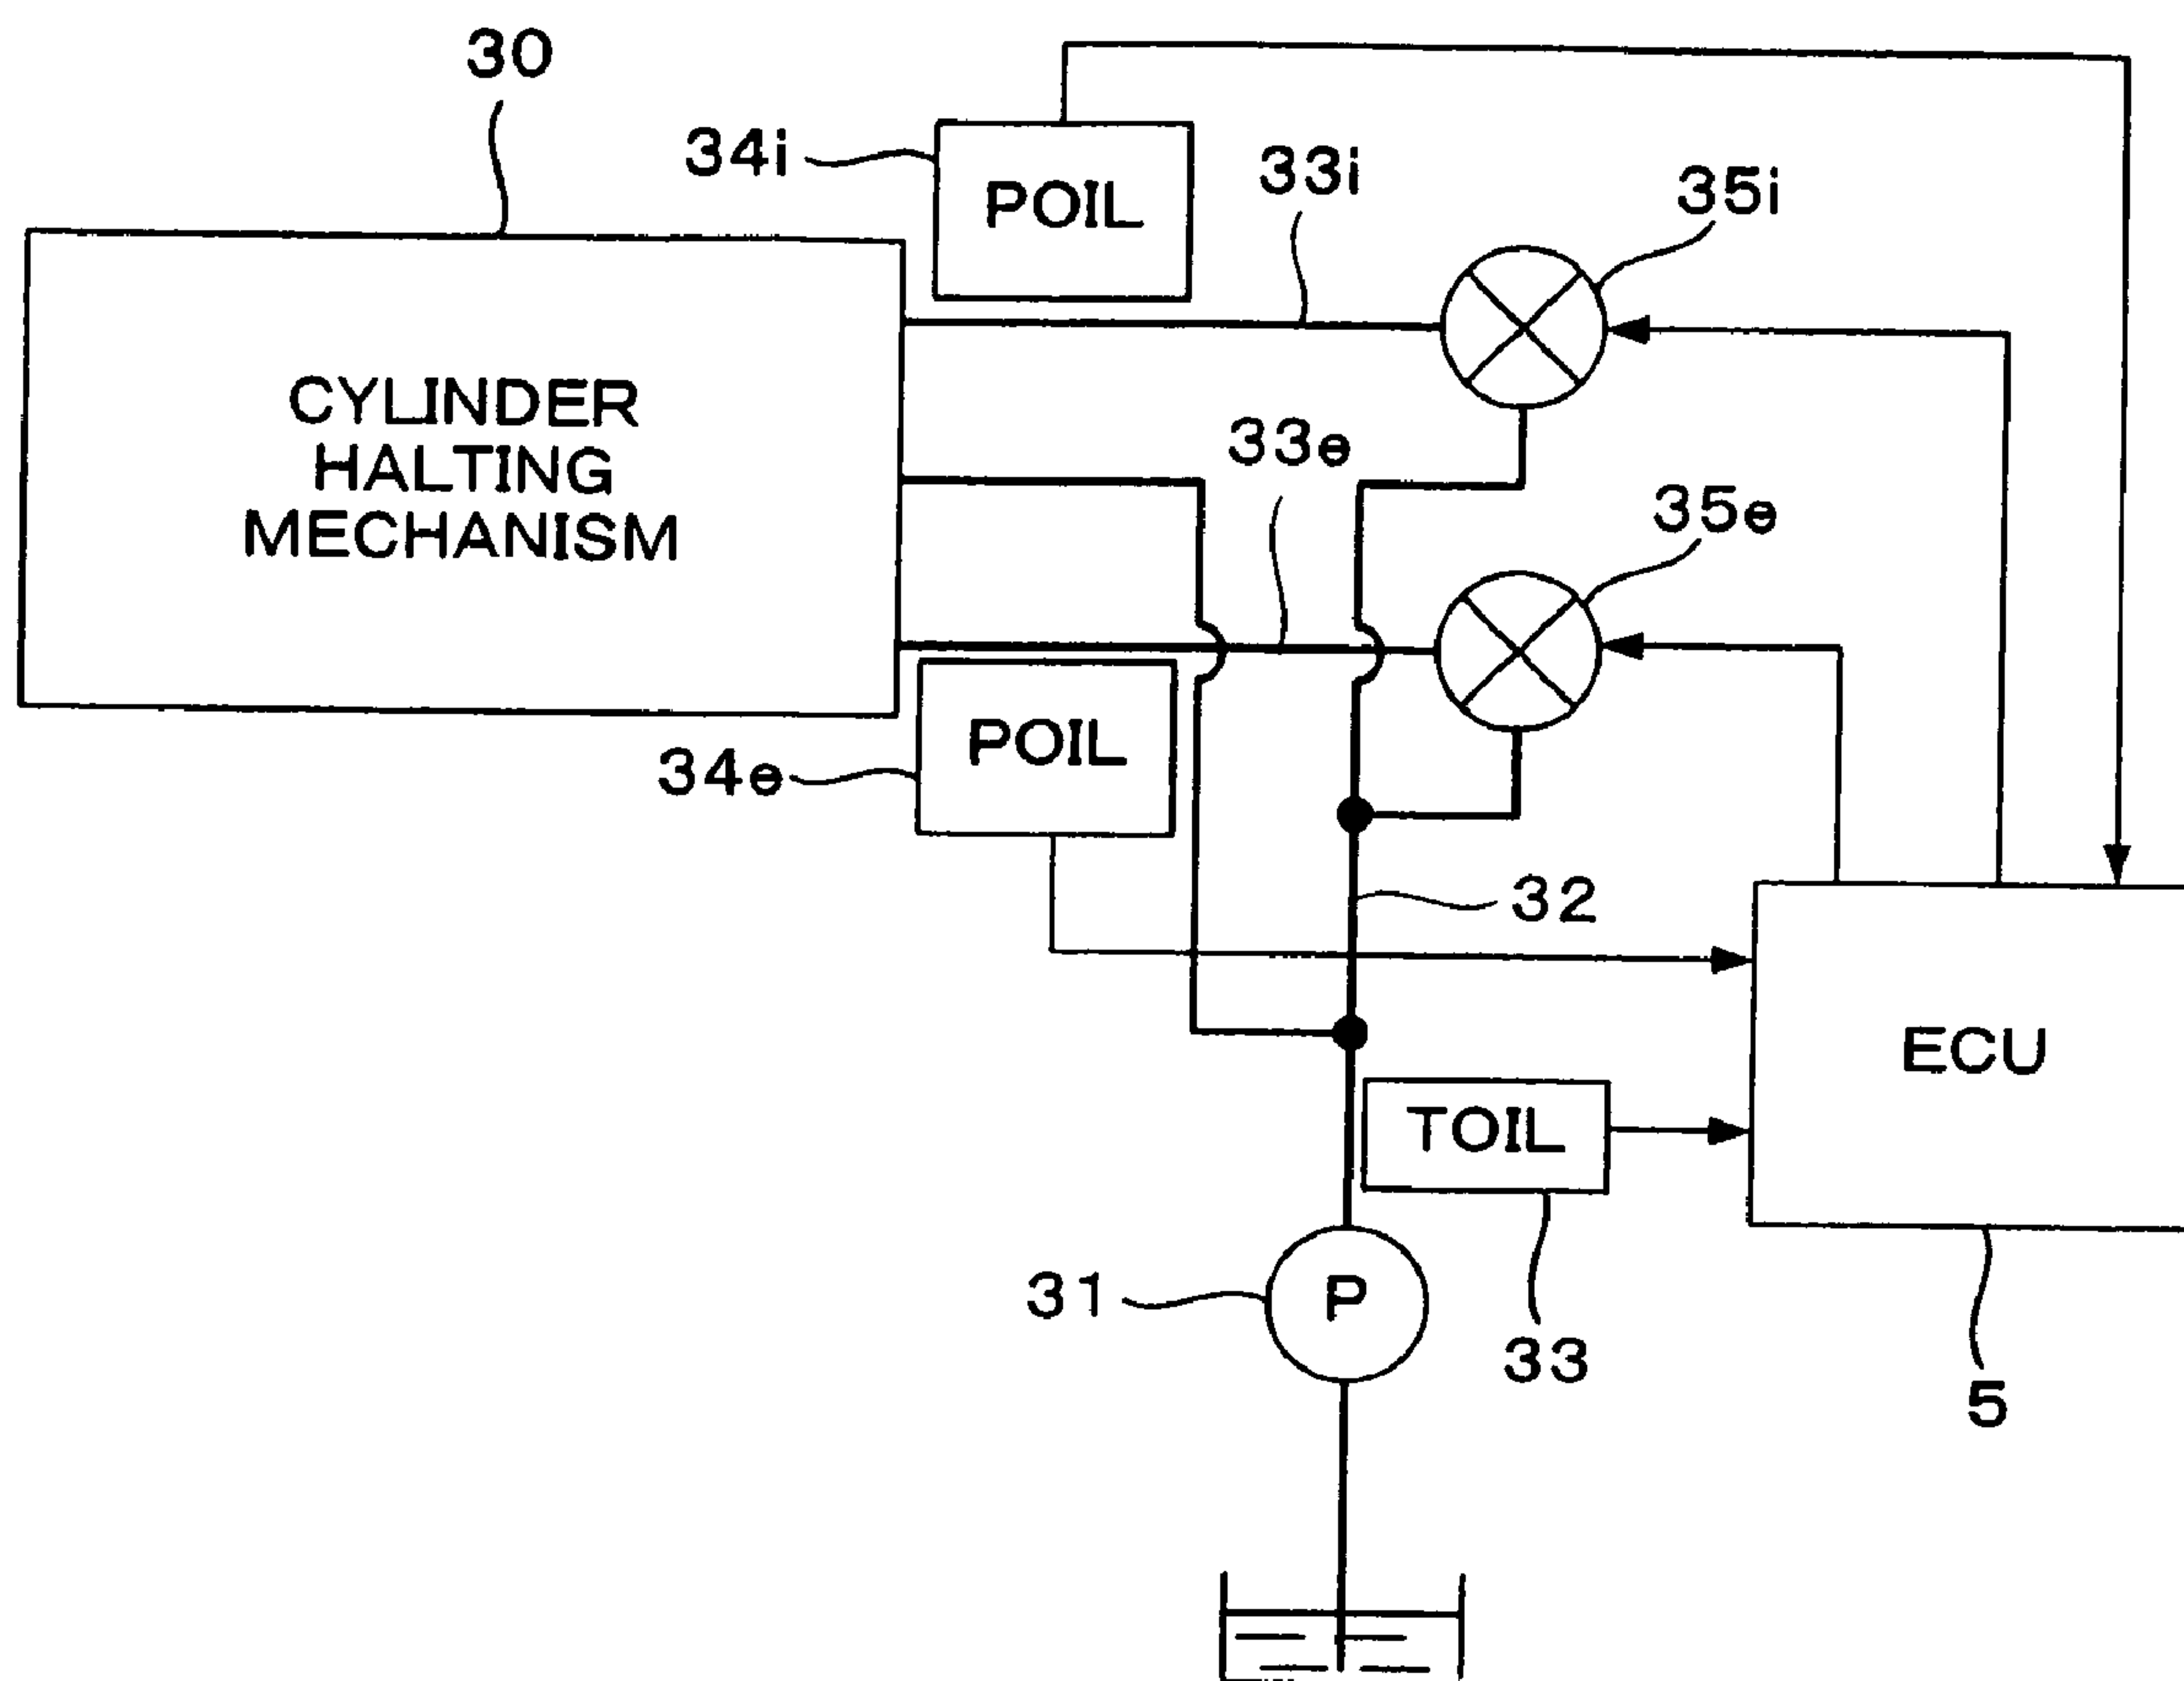 30
34i
POIL
33i
35i
CYLINDER
HALTING
MECHANISM
33e
35e
POIL
34e
32
ECU
TOIL
31
P
33
5